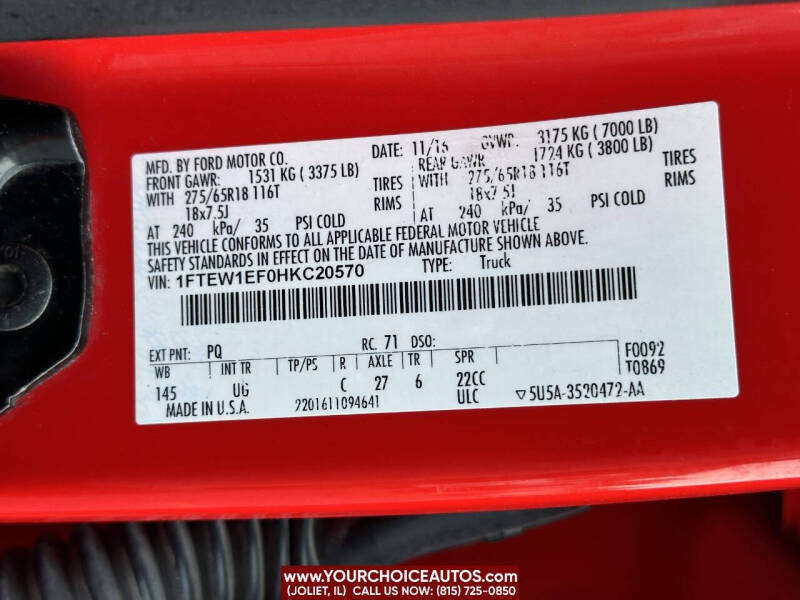 MFD. BY FORD MOTOR CO. DATE: 11/16 GVWR: 3175 KG ( 7000 LB)
FRONT GAWR: 1531 KG ( 3375 LB) REAR GAWR 1724 KG ( 3800 LB)
WITH 275/65R18 116T TIRES WITH 275/65R18 116T TIRES
18x7.5J RIMS 18x7.5J RIMS
AT 240 kPa/ 35 PSI COLD AT 240 kPa/ 35 PSI COLD
THIS VEHICLE CONFORMS TO ALL APPLICABLE FEDERAL MOTOR VEHICLE
SAFETY STANDARDS IN EFFECT ON THE DATE OF MANUFACTURE SHOWN ABOVE.
VIN: 1FTEW1EF0HKC20570 TYPE: Truck
EXT PNT: PQ RC: 71 DSO: F0092
WB INT TR TP/PS R AXLE TR SPR T0869
145 UG C 27 6 22CC
MADE IN U.S.A. 2201611094641 ULC ▽ 5U5A-3520472-AA
WWW.YOURCHOICEAUTOS.COM
(JOLIET, IL) CALL US NOW: (815) 725-0850